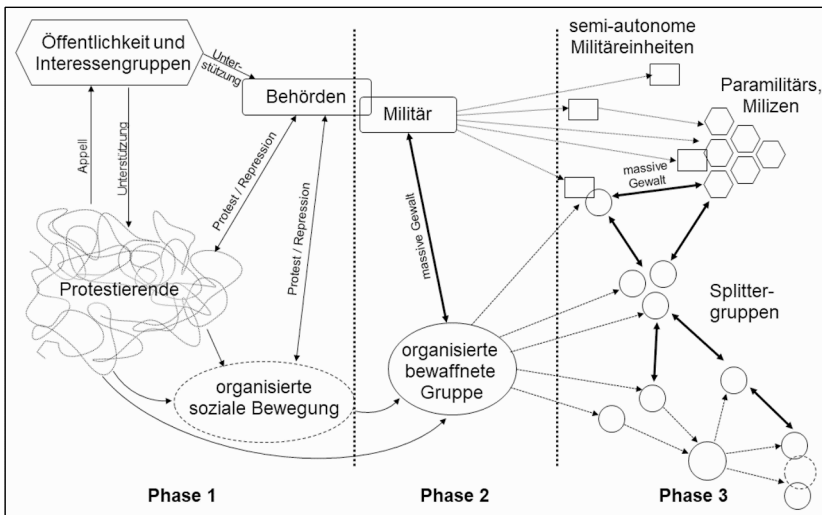 Öffentlichkeit und
Interessengruppen
Unter-
stützung
Behörden
Appell
Unterstützung
Protest / Repression
Protest / Repression
Protestierende
organisierte
soziale Bewegung
Phase 1
Militär
massive Gewalt
organisierte
bewaffnete
Gruppe
Phase 2
semi-autonome
Militäreinheiten
Paramilitärs,
Milizen
massive
Gewalt
Splitter-
gruppen
Phase 3